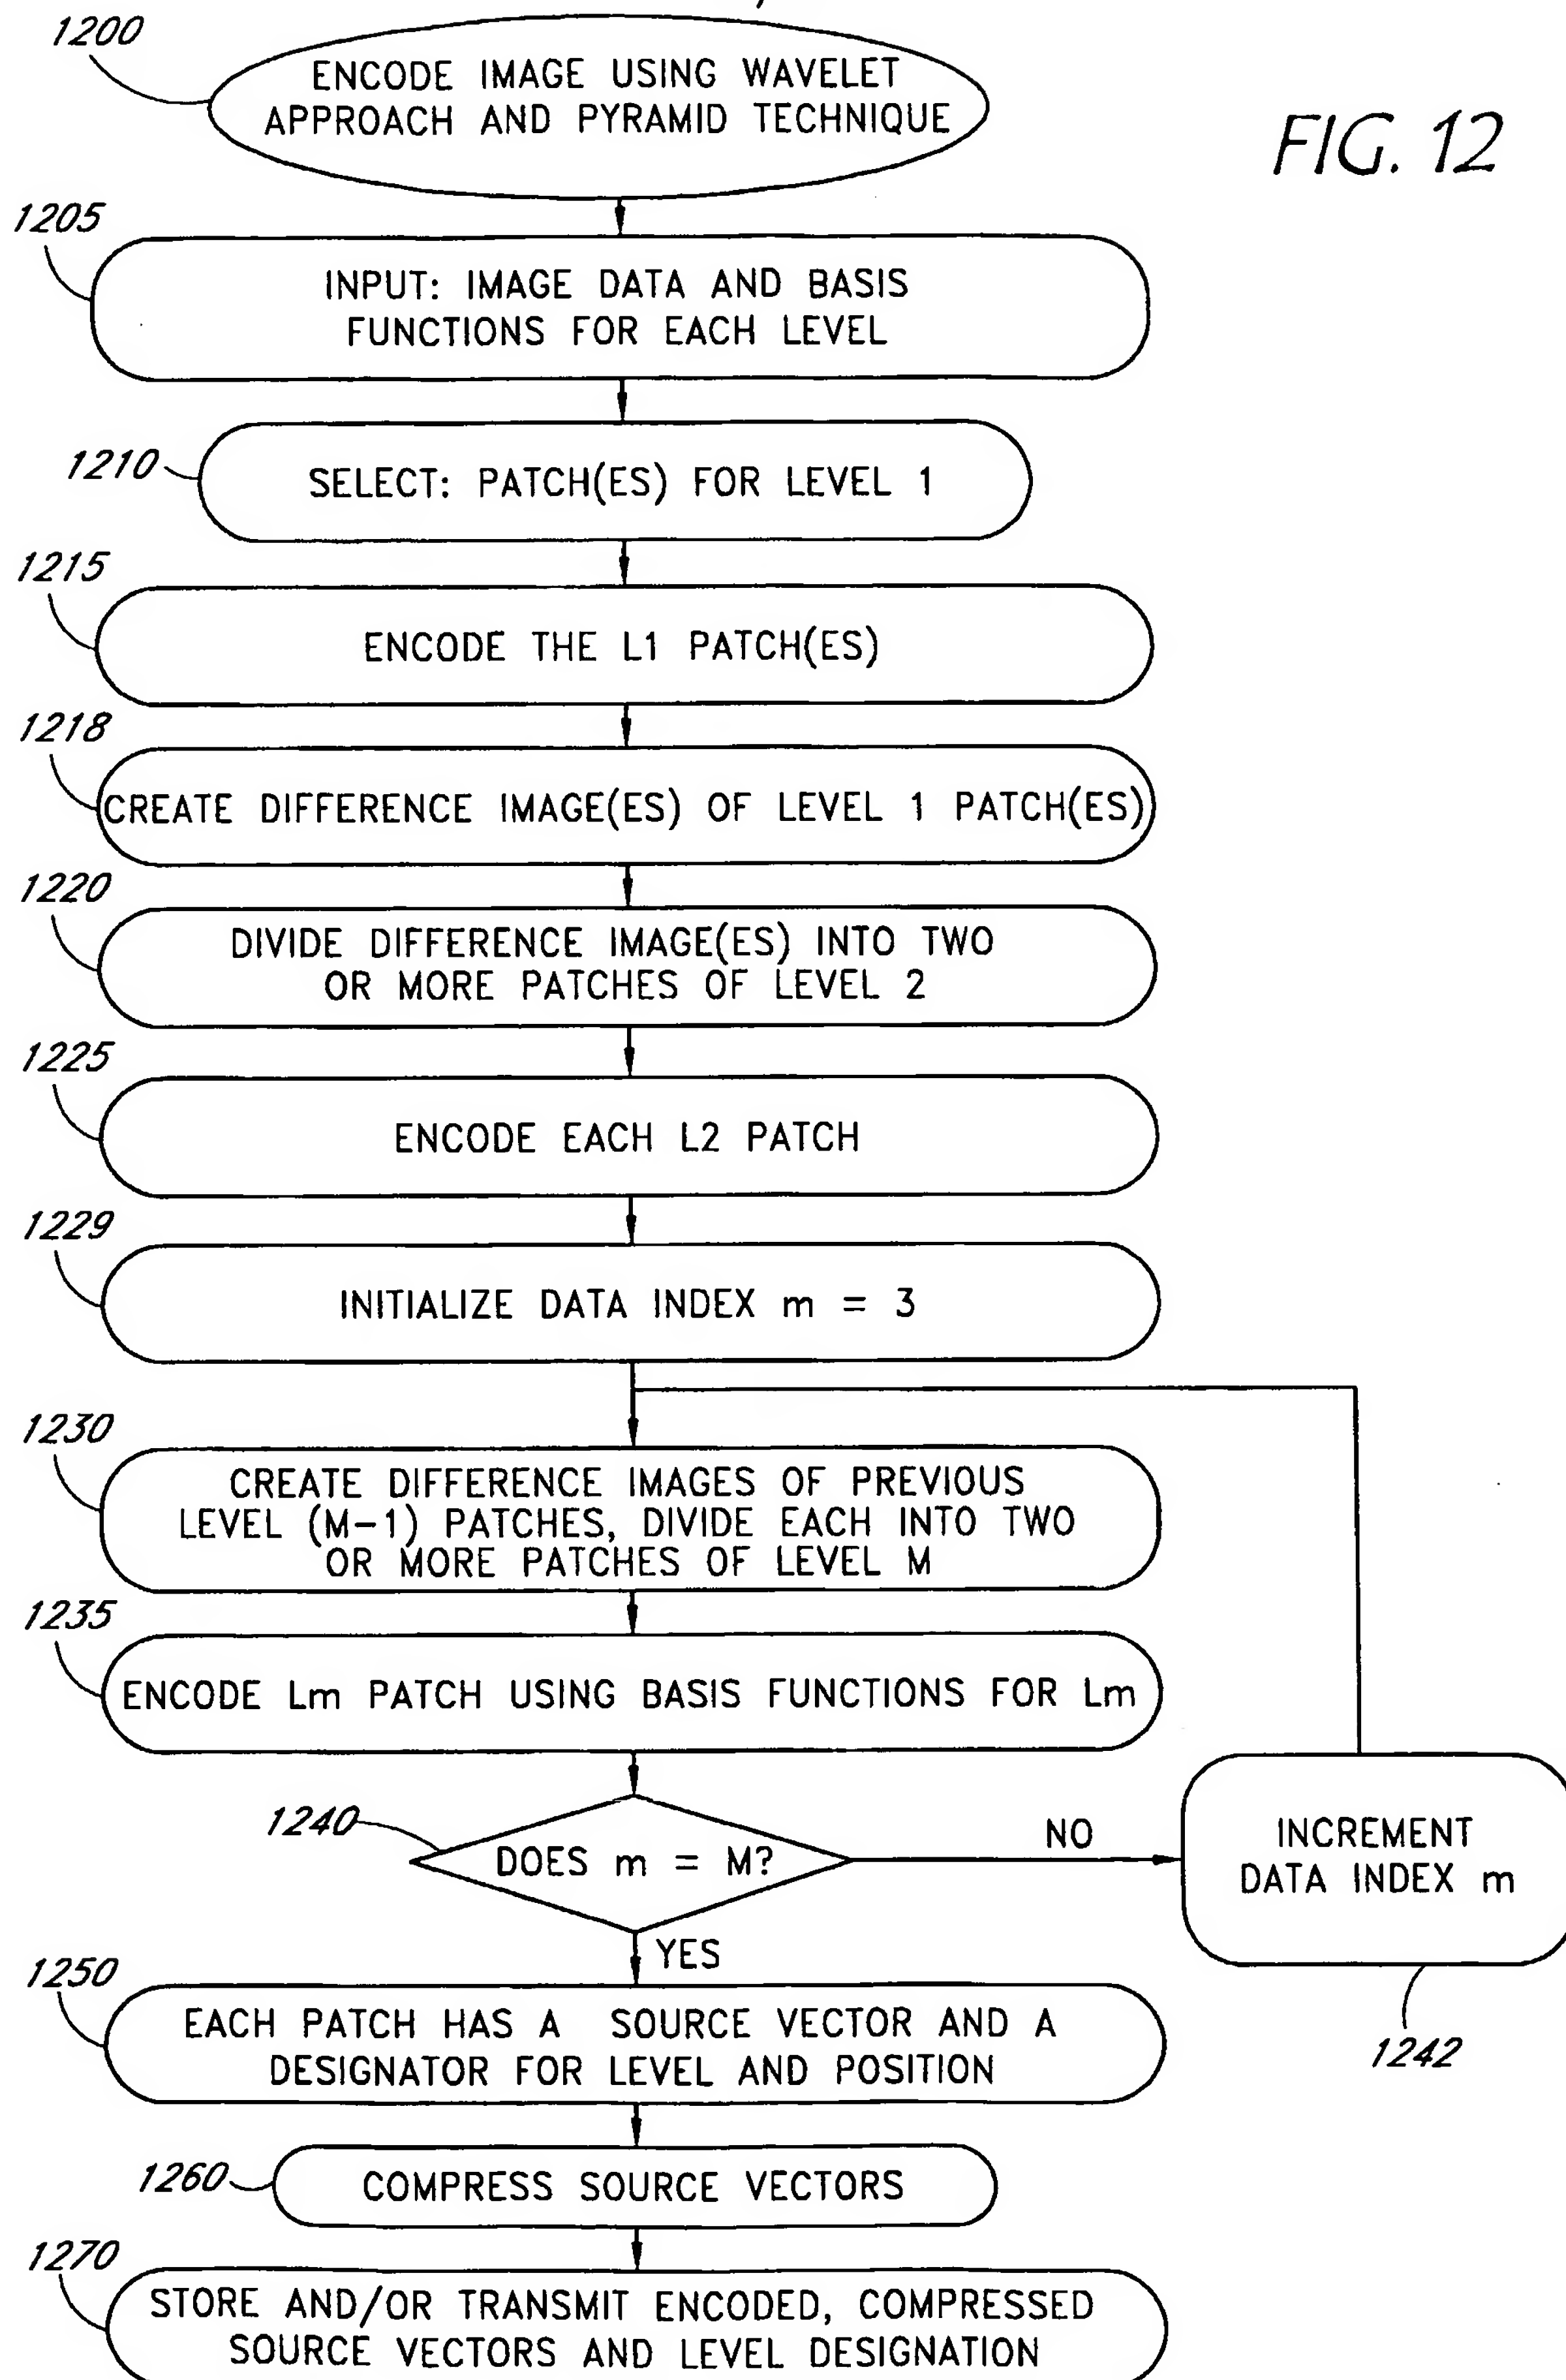 1200
ENCODE IMAGE USING WAVELET
APPROACH AND PYRAMID TECHNIQUE
FIG. 12
1205
INPUT: IMAGE DATA AND BASIS
FUNCTIONS FOR EACH LEVEL
1210
SELECT: PATCH(ES) FOR LEVEL 1
1215
ENCODE THE L1 PATCH(ES)
1218
CREATE DIFFERENCE IMAGE(ES) OF LEVEL 1 PATCH(ES)
1220
DIVIDE DIFFERENCE IMAGE(ES) INTO TWO
OR MORE PATCHES OF LEVEL 2
1225
ENCODE EACH L2 PATCH
1229
INITIALIZE DATA INDEX m = 3
1230
CREATE DIFFERENCE IMAGES OF PREVIOUS
LEVEL (M-1) PATCHES, DIVIDE EACH INTO TWO
OR MORE PATCHES OF LEVEL M
1235
ENCODE Lm PATCH USING BASIS FUNCTIONS FOR Lm
1240
DOES m = M?
NO
INCREMENT
DATA INDEX m
1242
YES
1250
EACH PATCH HAS A SOURCE VECTOR AND A
DESIGNATOR FOR LEVEL AND POSITION
1260
COMPRESS SOURCE VECTORS
1270
STORE AND/OR TRANSMIT ENCODED, COMPRESSED
SOURCE VECTORS AND LEVEL DESIGNATION